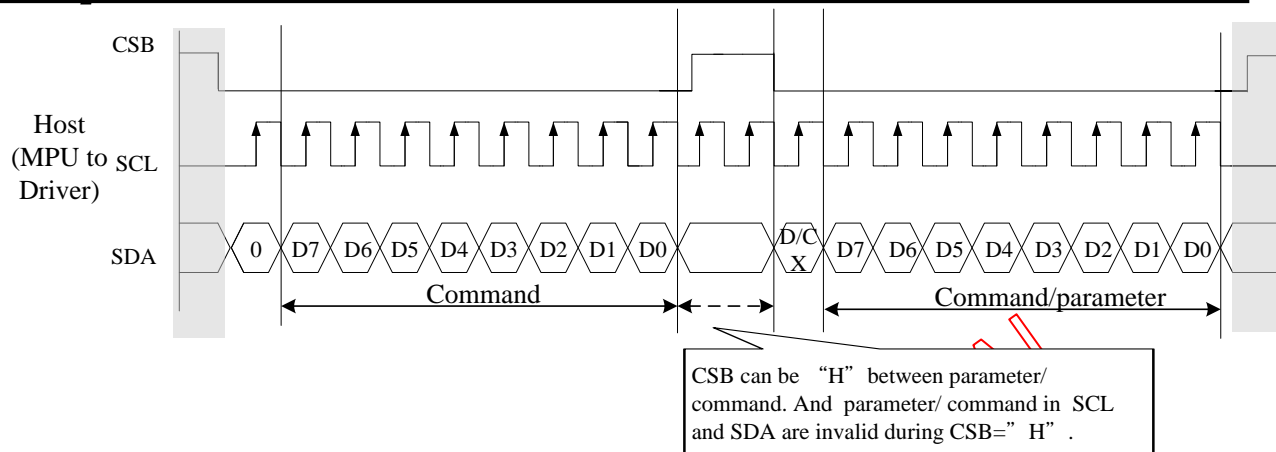 CSB
Host
(MPU to
Driver)
SCL
SDA
0 D7 D6 D5 D4 D3 D2 D1 D0 D/C
X D7 D6 D5 D4 D3 D2 D1 D0
Command
Command/parameter
CSB can be “H” between parameter/
command. And parameter/ command in SCL
and SDA are invalid during CSB=”H”.